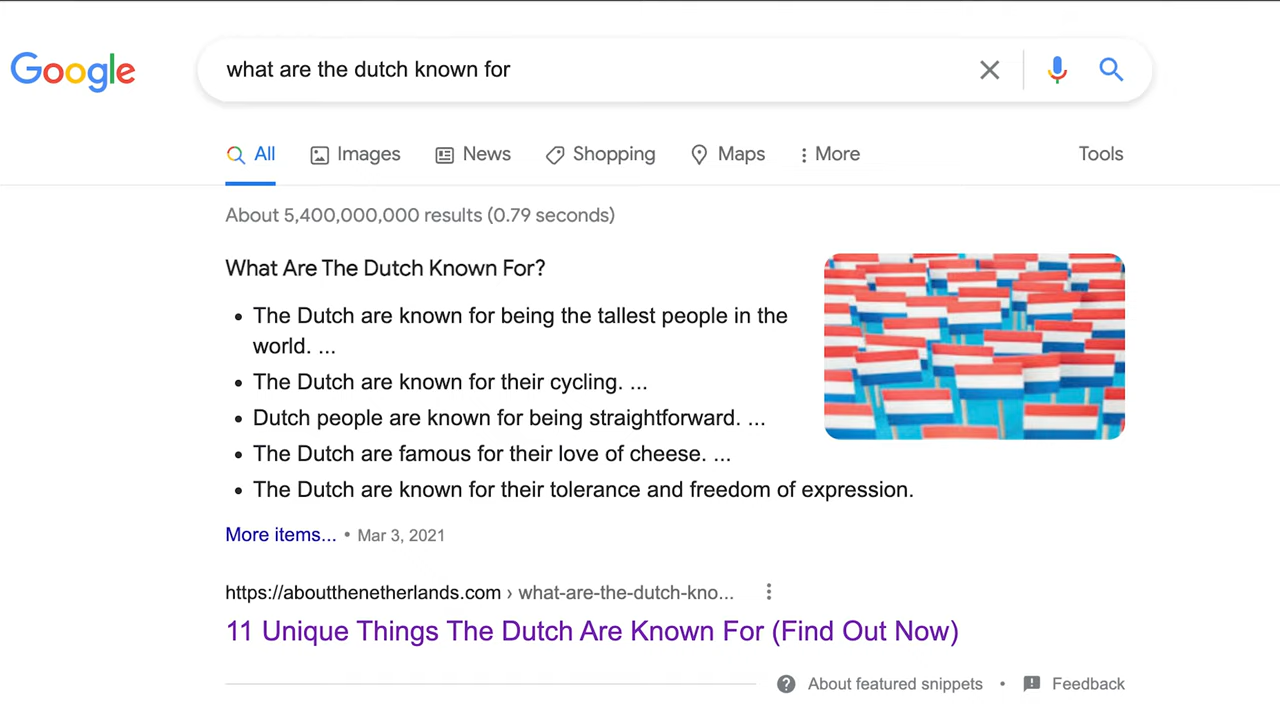 Google
what are the dutch known for
All Images News Shopping Maps More Tools
About 5,400,000,000 results (0.79 seconds)
What Are The Dutch Known For?
• The Dutch are known for being the tallest people in the
world. ...
• The Dutch are known for their cycling. ...
• Dutch people are known for being straightforward. ...
• The Dutch are famous for their love of cheese. ...
• The Dutch are known for their tolerance and freedom of expression.
More items... • Mar 3, 2021
https://aboutthenetherlands.com › what-are-the-dutch-kno...
11 Unique Things The Dutch Are Known For (Find Out Now)
About featured snippets • Feedback